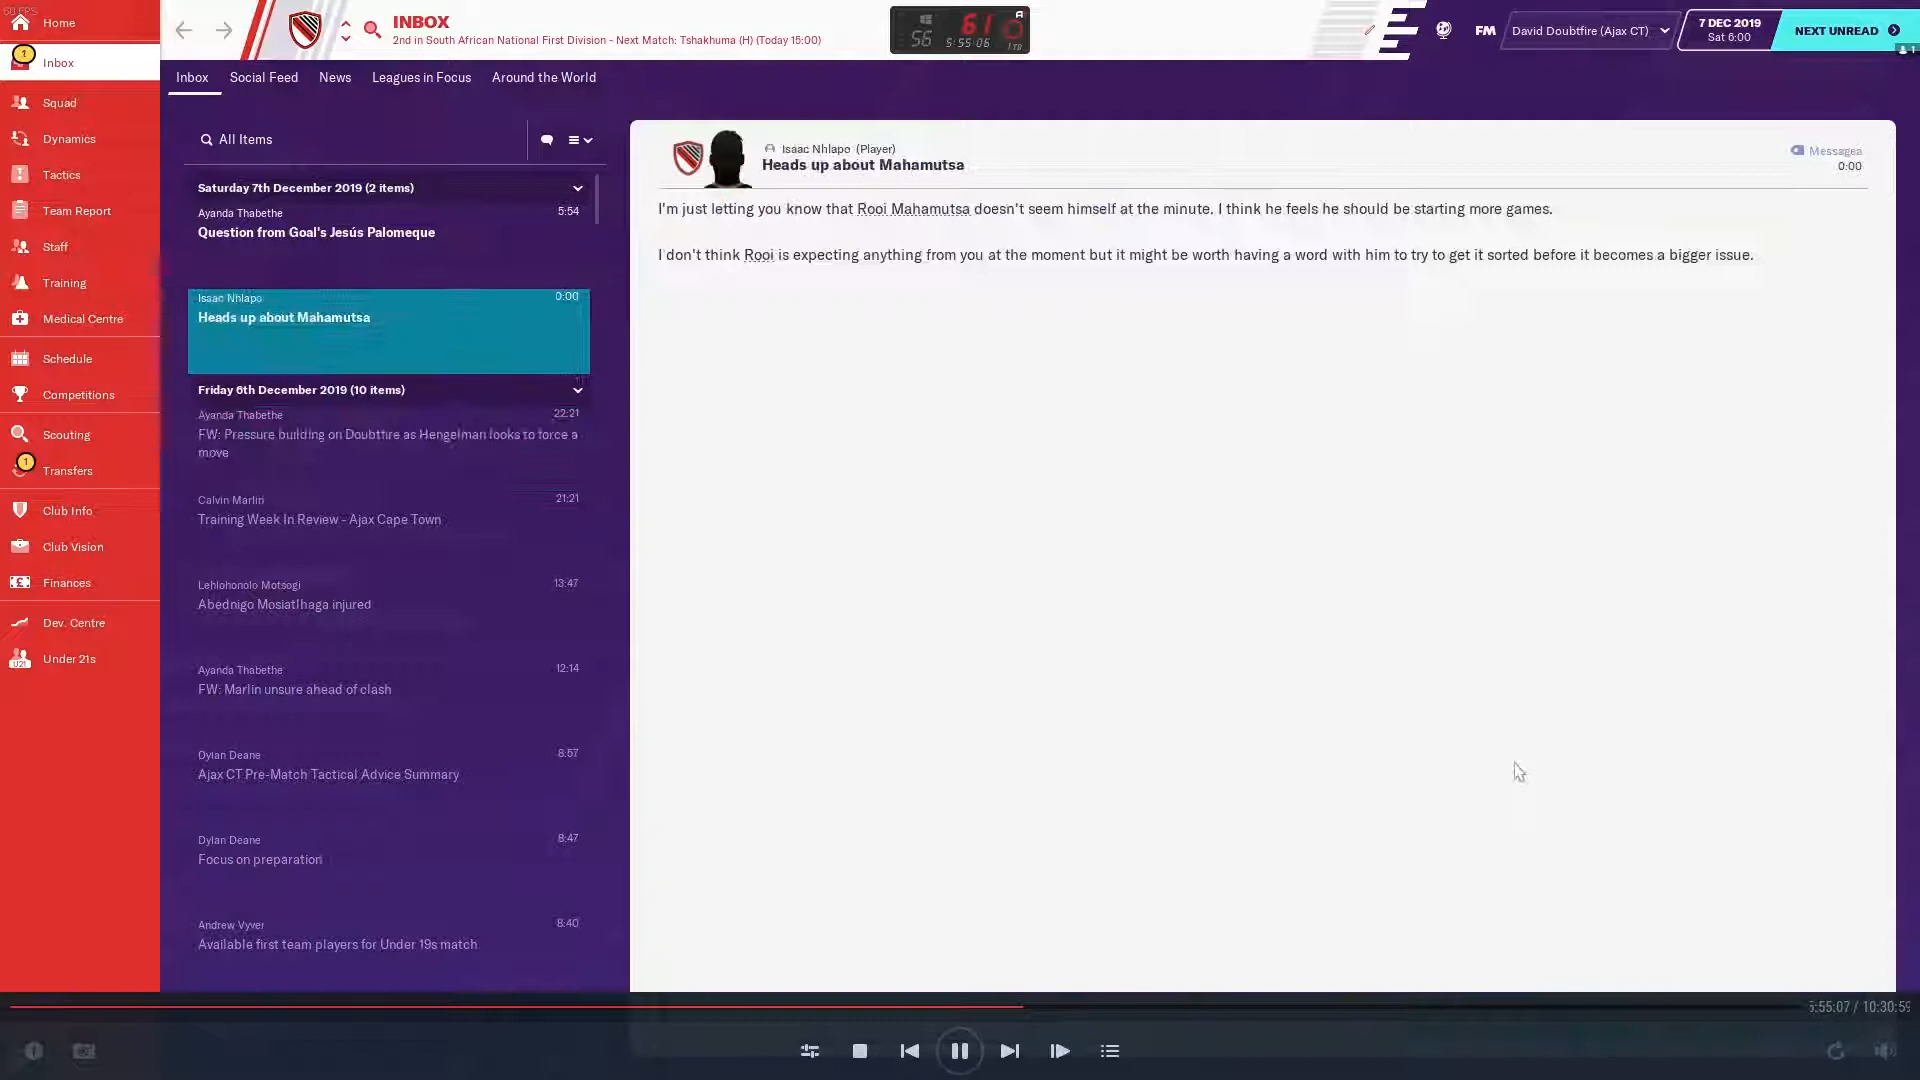 60 FPS
Home
1
Inbox
Squad
Dynamics
Tactics
Team Report
Staff
Training
Medical Centre
Schedule
Competitions
Scouting
1
Transfers
Club Info
Club Vision
Finances
Dev. Centre
U21
Under 21s
INBOX
2nd in South African National First Division - Next Match: Tshakhuma (H) (Today 15:00)
56
61
A
5:55:06
FM
David Doubtfire (Ajax CT)
7 DEC 2019
Sat 6:00
NEXT UNREAD
1
Inbox
Social Feed
News
Leagues in Focus
Around the World
All Items
Saturday 7th December 2019 (2 items)
Ayanda Thabethe 5:54
Question from Goal's Jesús Palomeque
Isaac Nhlapo 0:00
Heads up about Mahamutsa
Friday 6th December 2019 (10 items)
Ayanda Thabethe 22:21
FW: Pressure building on Doubtfire as Hengelman looks to force a
move
Calvin Marlin 21:21
Training Week In Review - Ajax Cape Town
Lehlohonolo Motsogi 13:47
Abednigo Mosiatlhaga injured
Ayanda Thabethe 12:14
FW: Marlin unsure ahead of clash
Dylan Deane 8:57
Ajax CT Pre-Match Tactical Advice Summary
Dylan Deane 8:47
Focus on preparation
Andrew Vyver 8:40
Available first team players for Under 19s match
Isaac Nhlapo (Player)
Heads up about Mahamutsa
Messages
0:00
I'm just letting you know that Rooi Mahamutsa doesn't seem himself at the minute. I think he feels he should be starting more games.
I don't think Rooi is expecting anything from you at the moment but it might be worth having a word with him to try to get it sorted before it becomes a bigger issue.
5:55:07 / 10:30:59